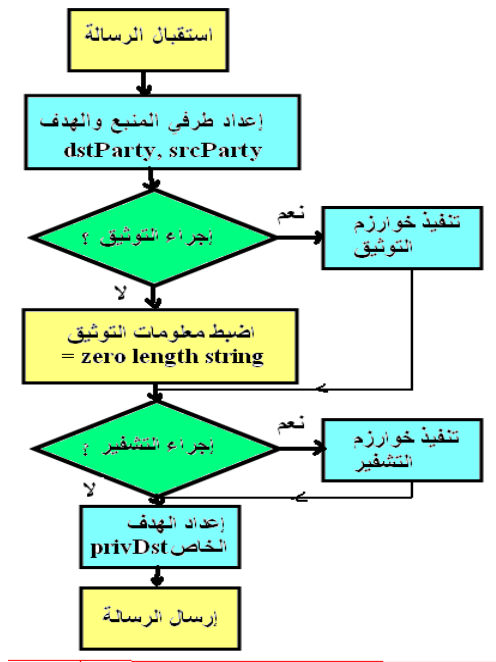 استقبال الرسالة
إعداد طرفي المنبع والهدف
dstParty, srcParty
إجراء التوثيق ؟
نعم
تنفيذ خوارزم
التوثيق
لا
اضبط معلومات التوثيق
= zero length string
إجراء التشفير ؟
نعم
تنفيذ خوارزم
التشفير
لا
إعداد الهدف
الخاص privDst
إرسال الرسالة